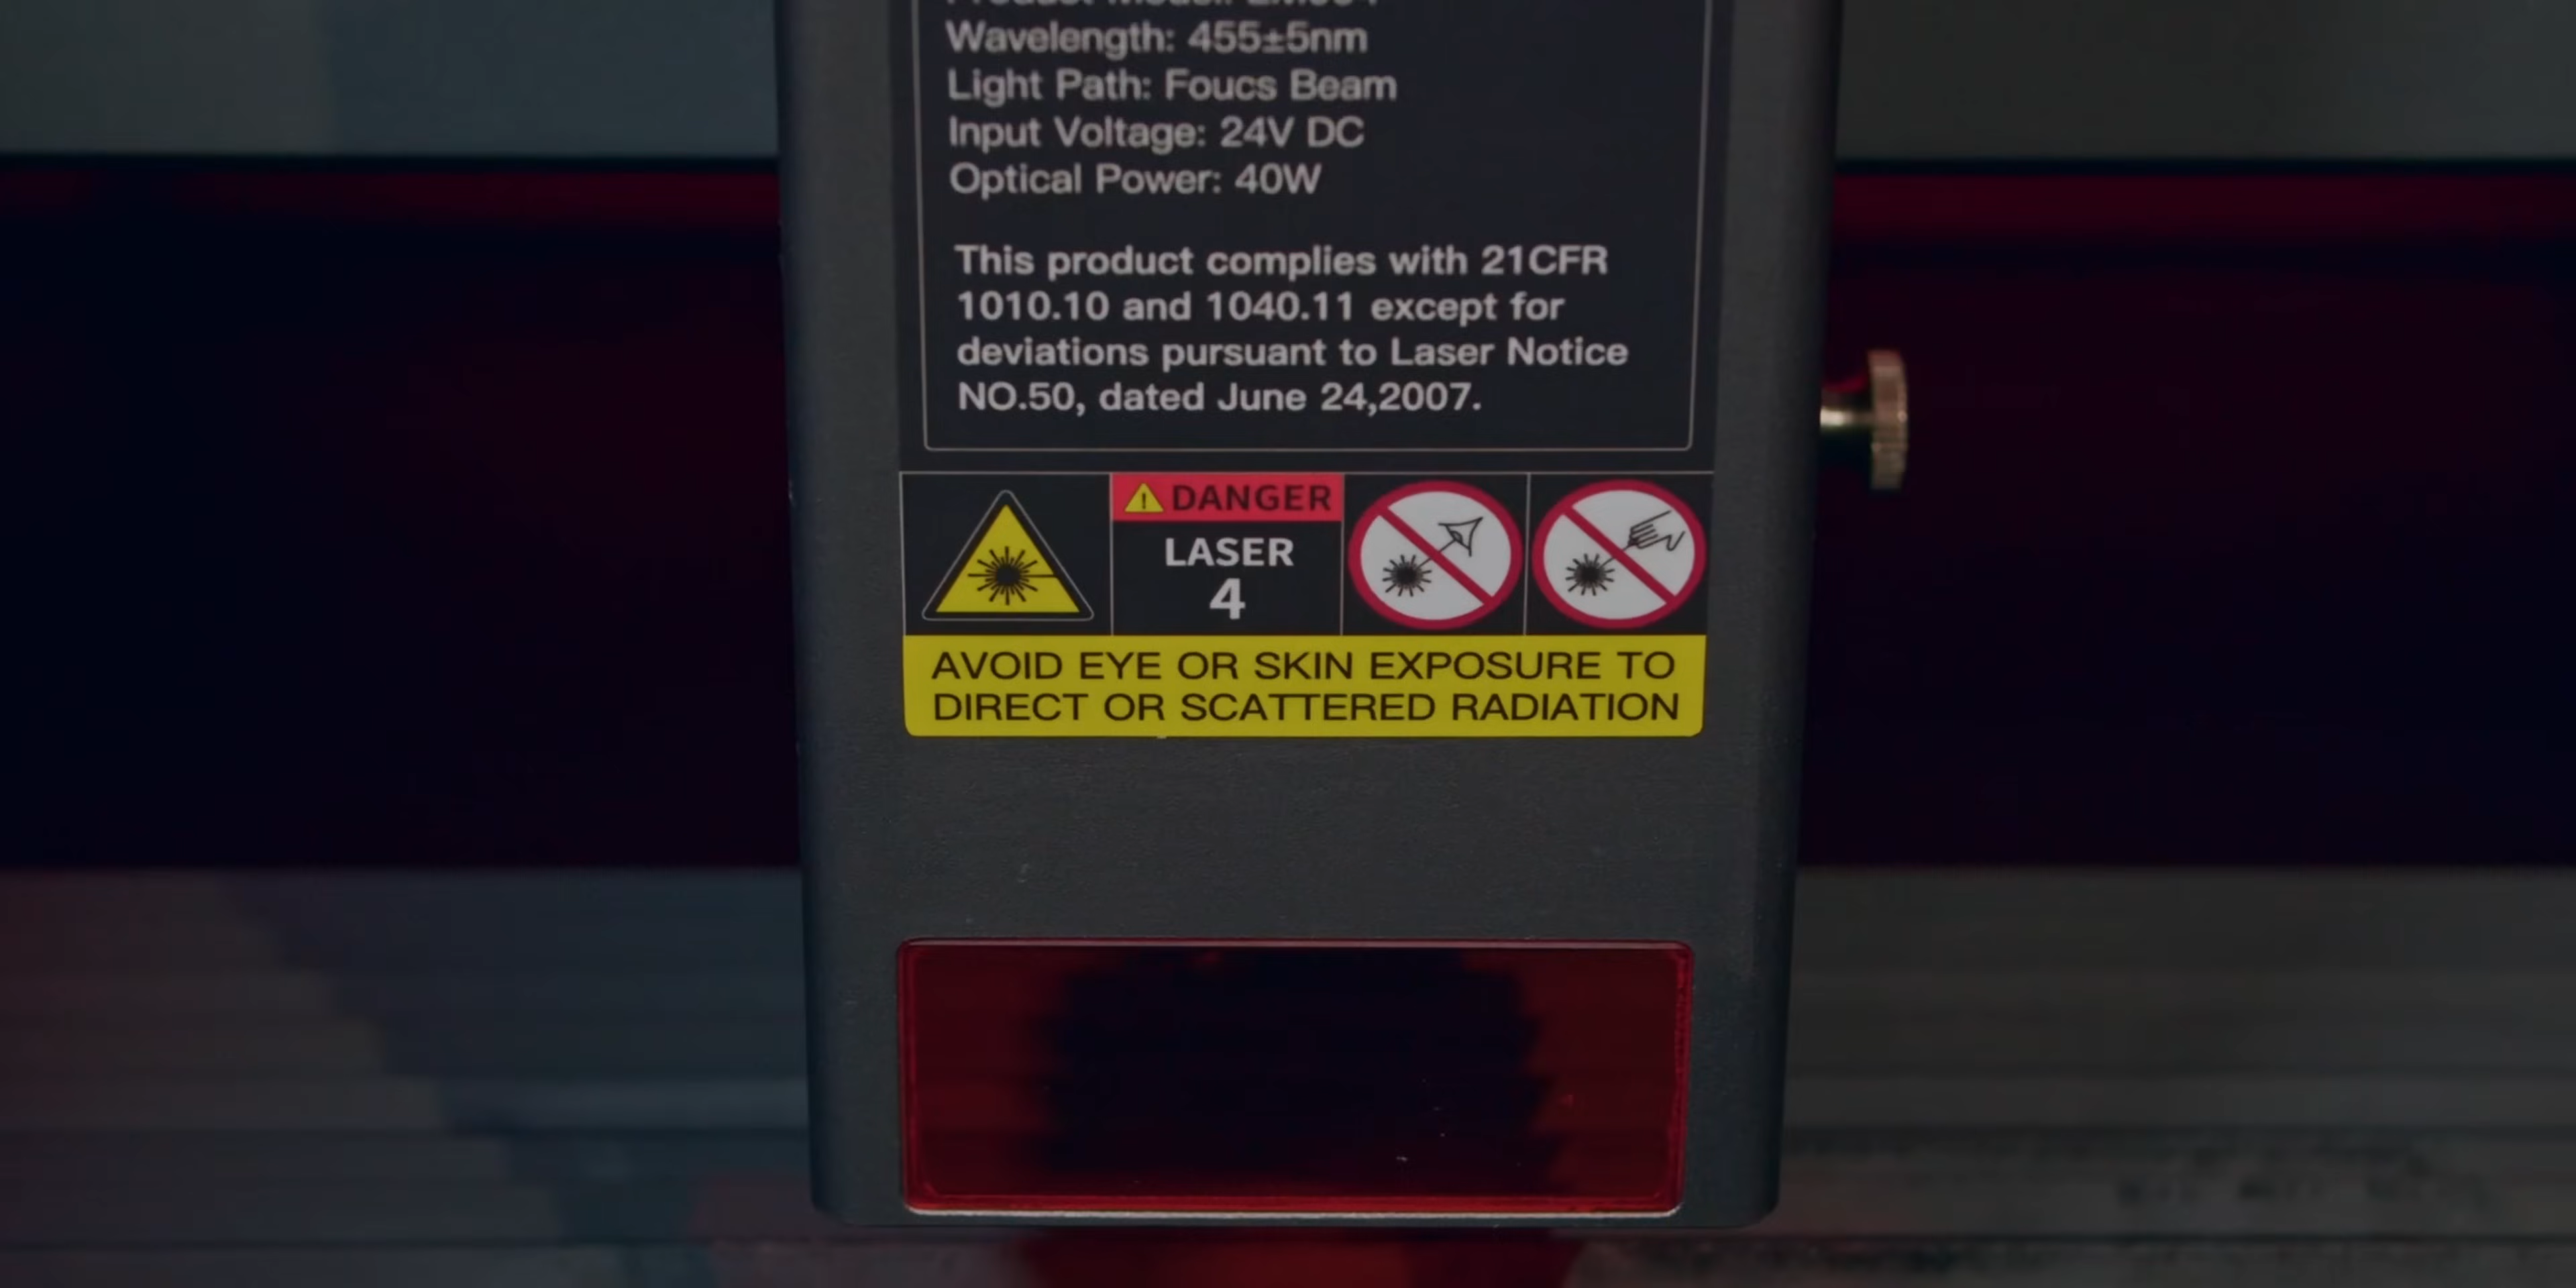 Wavelength: 455±5nm
Light Path: Foucs Beam
Input Voltage: 24V DC
Optical Power: 40W
This product complies with 21CFR
1010.10 and 1040.11 except for
deviations pursuant to Laser Notice
NO.50, dated June 24,2007.
DANGER
LASER
4
AVOID EYE OR SKIN EXPOSURE TO
DIRECT OR SCATTERED RADIATION